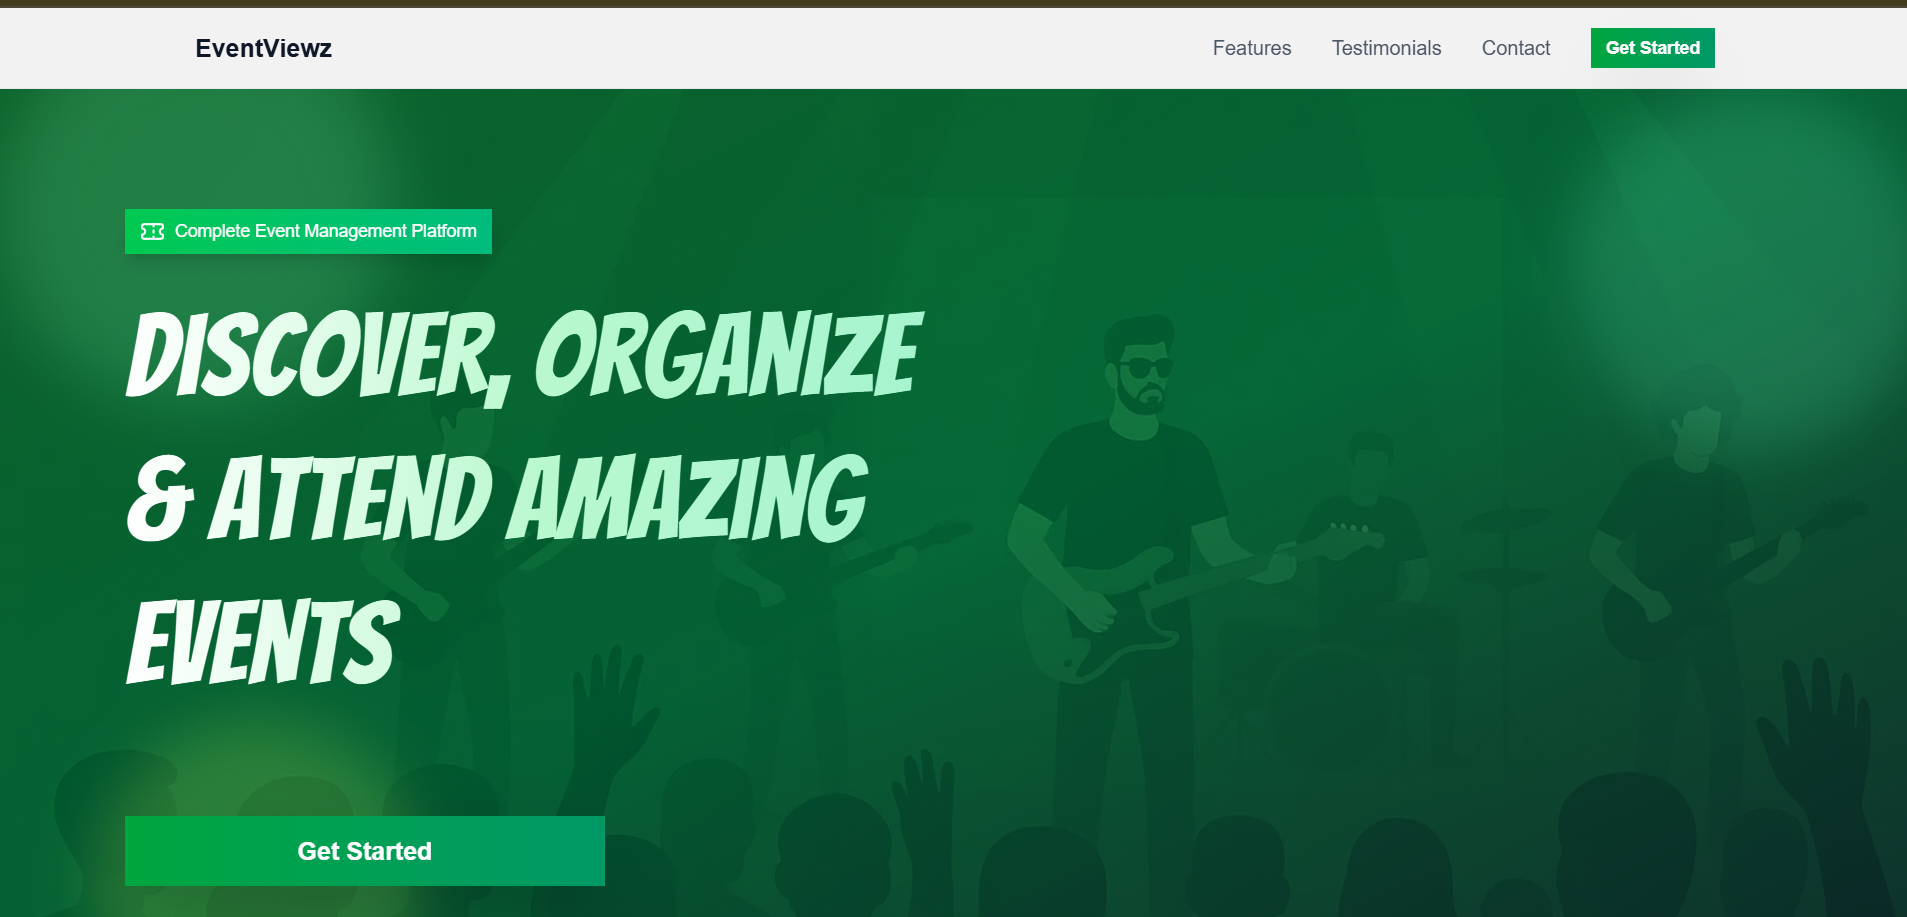 EventViewz
Features
Testimonials
Contact
Get Started
Complete Event Management Platform
DISCOVER, ORGANIZE
& ATTEND AMAZING
EVENTS
Get Started